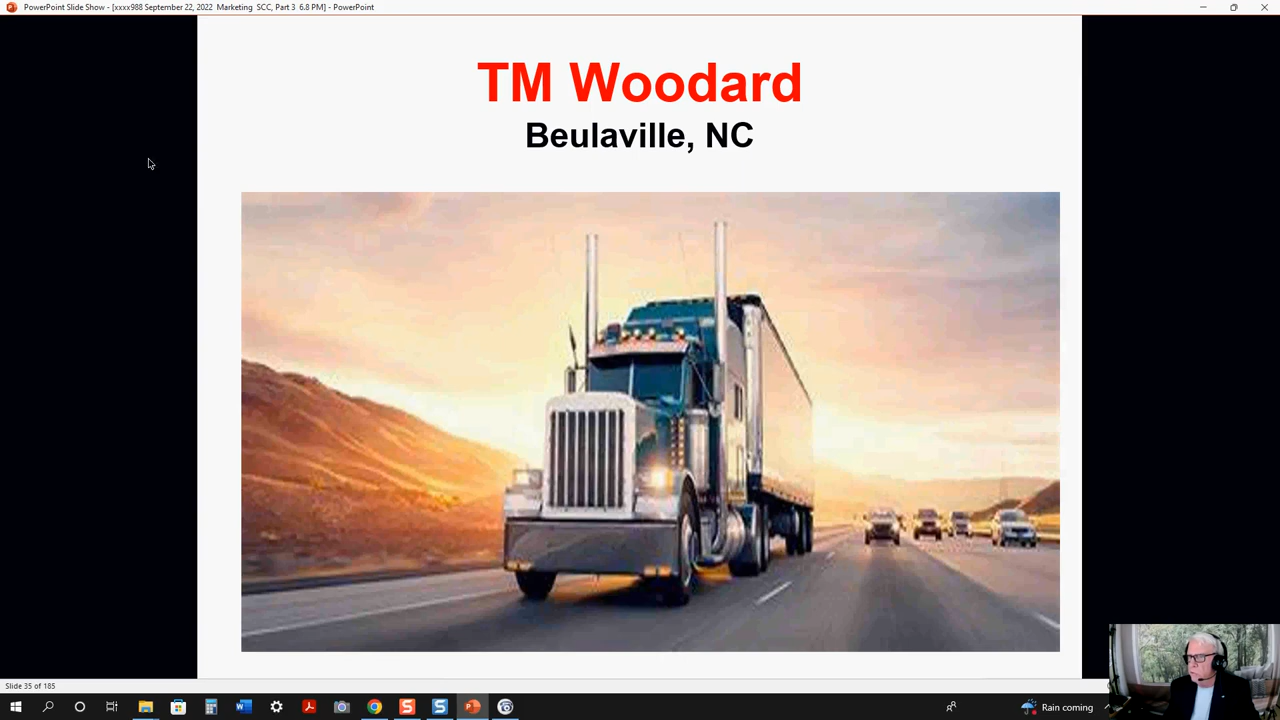 PowerPoint Slide Show - [xxxx988 September 22, 2022 Marketing SCC, Part 3 6.8 PM] - PowerPoint
TM Woodard
Beulaville, NC
Slide 35 of 185
Rain coming